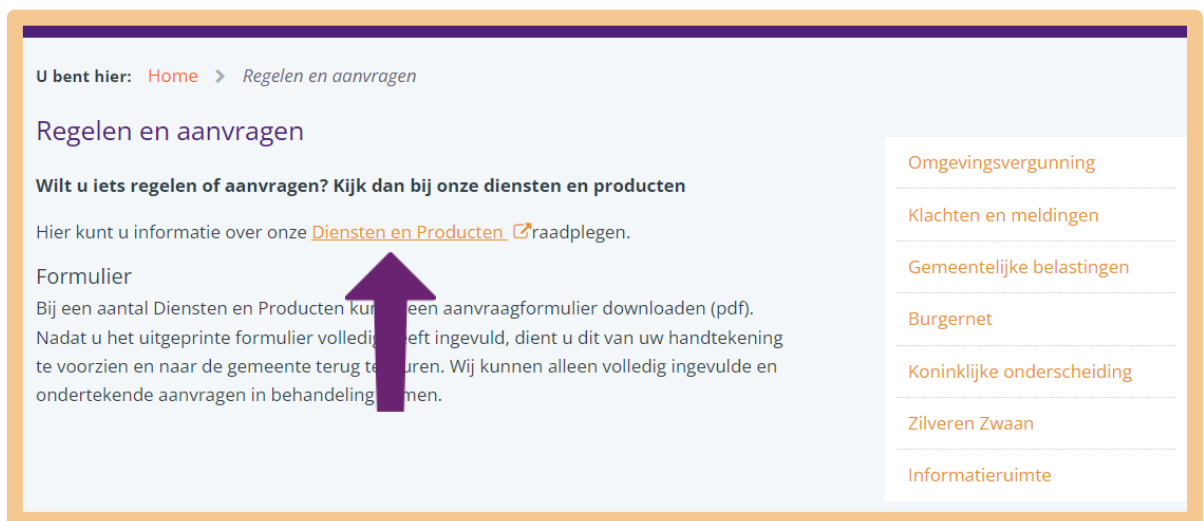 U bent hier: Home > Regelen en aanvragen
Regelen en aanvragen
Wilt u iets regelen of aanvragen? Kijk dan bij onze diensten en producten
Hier kunt u informatie over onze Diensten en Producten raadplegen.
Formulier
Bij een aantal Diensten en Producten een aanvraagformulier downloaden (pdf).
Nadat u het uitgeprinte formulier ingevuld, dient u dit van uw handtekening
te voorzien en naar de gemeente terug Wij kunnen alleen volledig ingevulde en
ondertekende aanvragen in behandeling
Omgevingsvergunning
Klachten en meldingen
Gemeentelijke belastingen
Burgernet
Koninklijke onderscheiding
Zilveren Zwaan
Informatieruimte